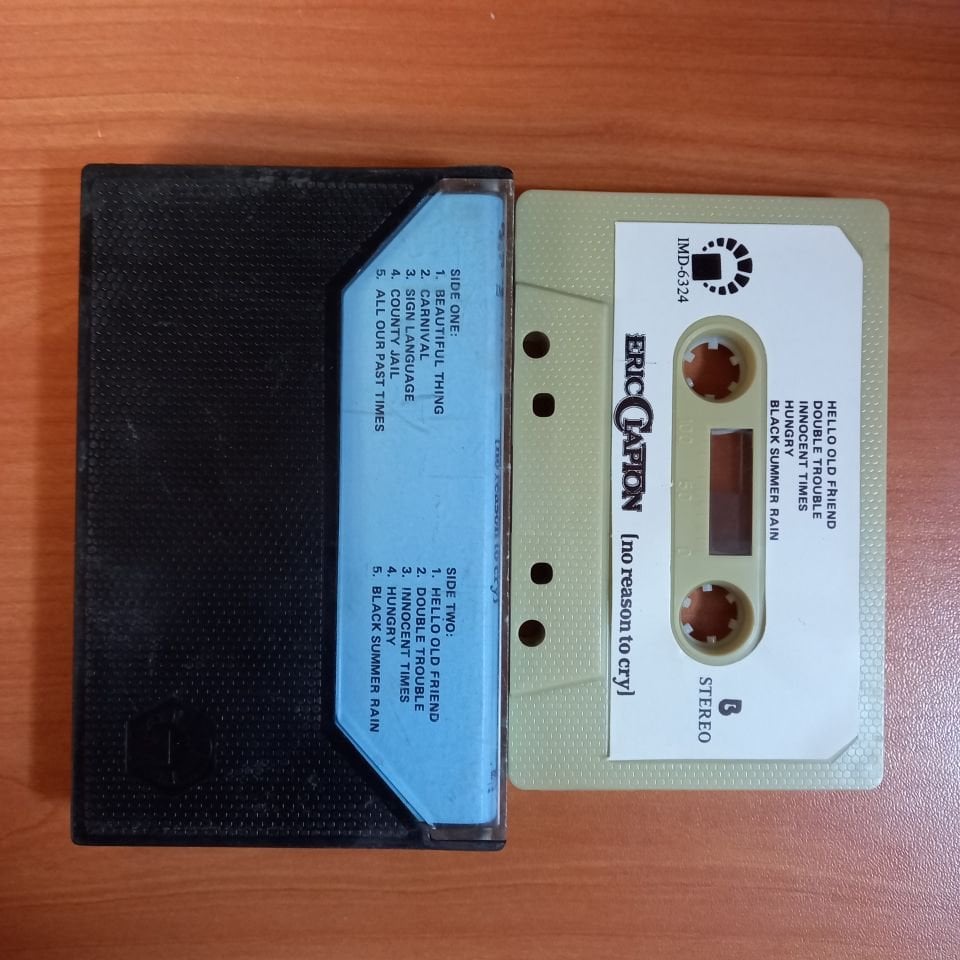 SIDE ONE:
1. BEAUTIFUL THING
2. CARNIVAL
3. SIGN LANGUAGE
4. COUNTY JAIL
5. ALL OUR PAST TIMES
SIDE TWO:
1. HELLO OLD FRIEND
2. DOUBLE TROUBLE
3. INNOCENT TIMES
4. HUNGRY
5. BLACK SUMMER RAIN
[no reason to cry]
HELLO OLD FRIEND
DOUBLE TROUBLE
INNOCENT TIMES
HUNGRY
BLACK SUMMER RAIN
IMD-6324
B
STEREO
ERIC CLAPTON [no reason to cry]